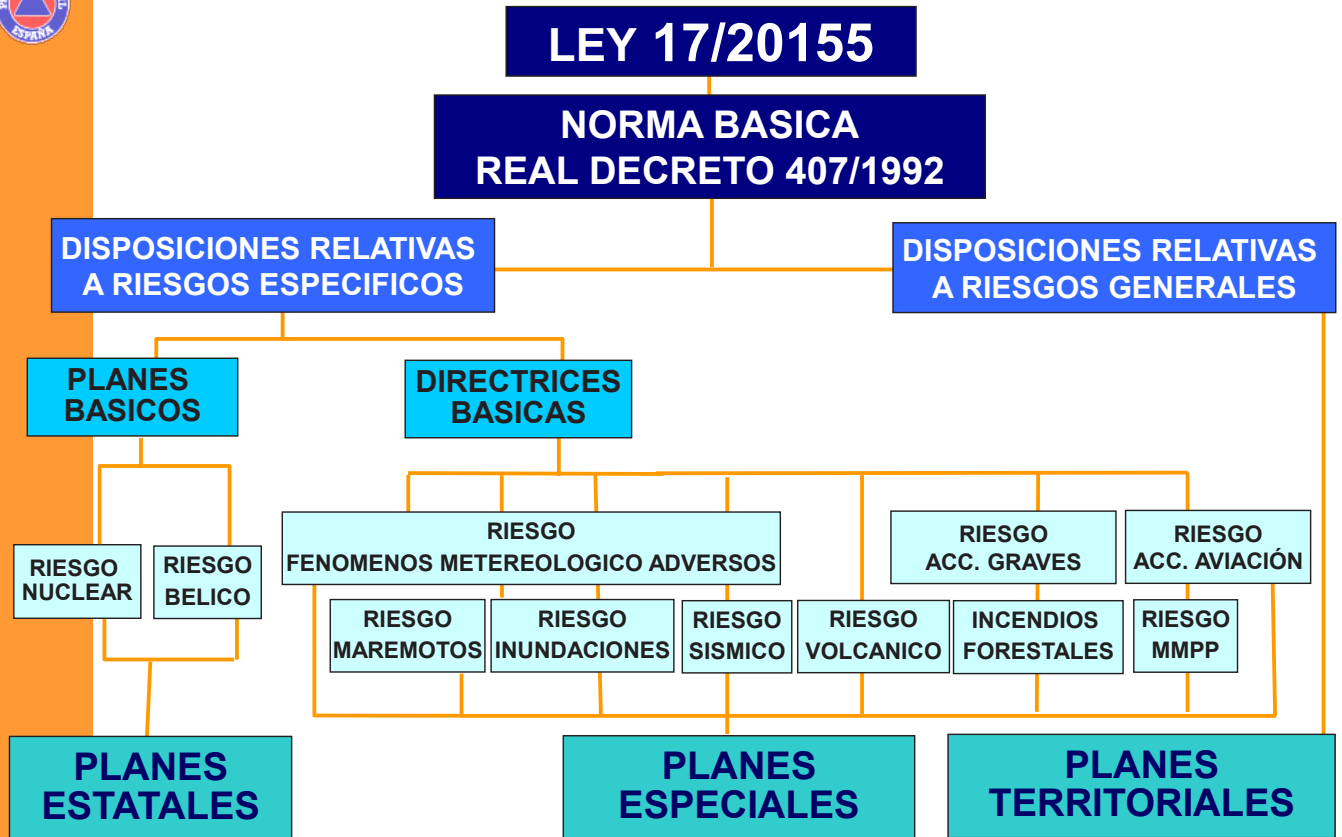 ESPAÑA
LEY 17/20155
NORMA BASICA
REAL DECRETO 407/1992
DISPOSICIONES RELATIVAS
A RIESGOS ESPECIFICOS
DISPOSICIONES RELATIVAS
A RIESGOS GENERALES
PLANES
BASICOS
DIRECTRICES
BASICAS
RIESGO
NUCLEAR
RIESGO
BELICO
RIESGO
FENOMENOS METEREOLOGICO ADVERSOS
RIESGO
ACC. GRAVES
RIESGO
ACC. AVIACIÓN
RIESGO
MAREMOTOS
RIESGO
INUNDACIONES
RIESGO
SISMICO
RIESGO
VOLCANICO
INCENDIOS
FORESTALES
RIESGO
MMPP
PLANES
ESTATALES
PLANES
ESPECIALES
PLANES
TERRITORIALES